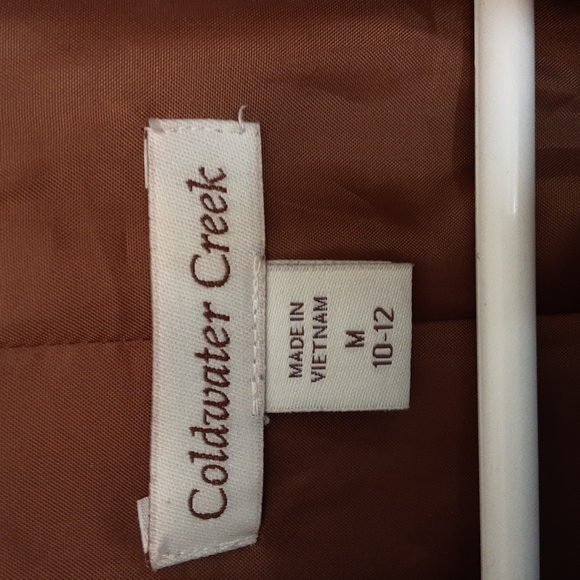 Coldwater Creek
MADE IN
VIETNAM
M
10-12